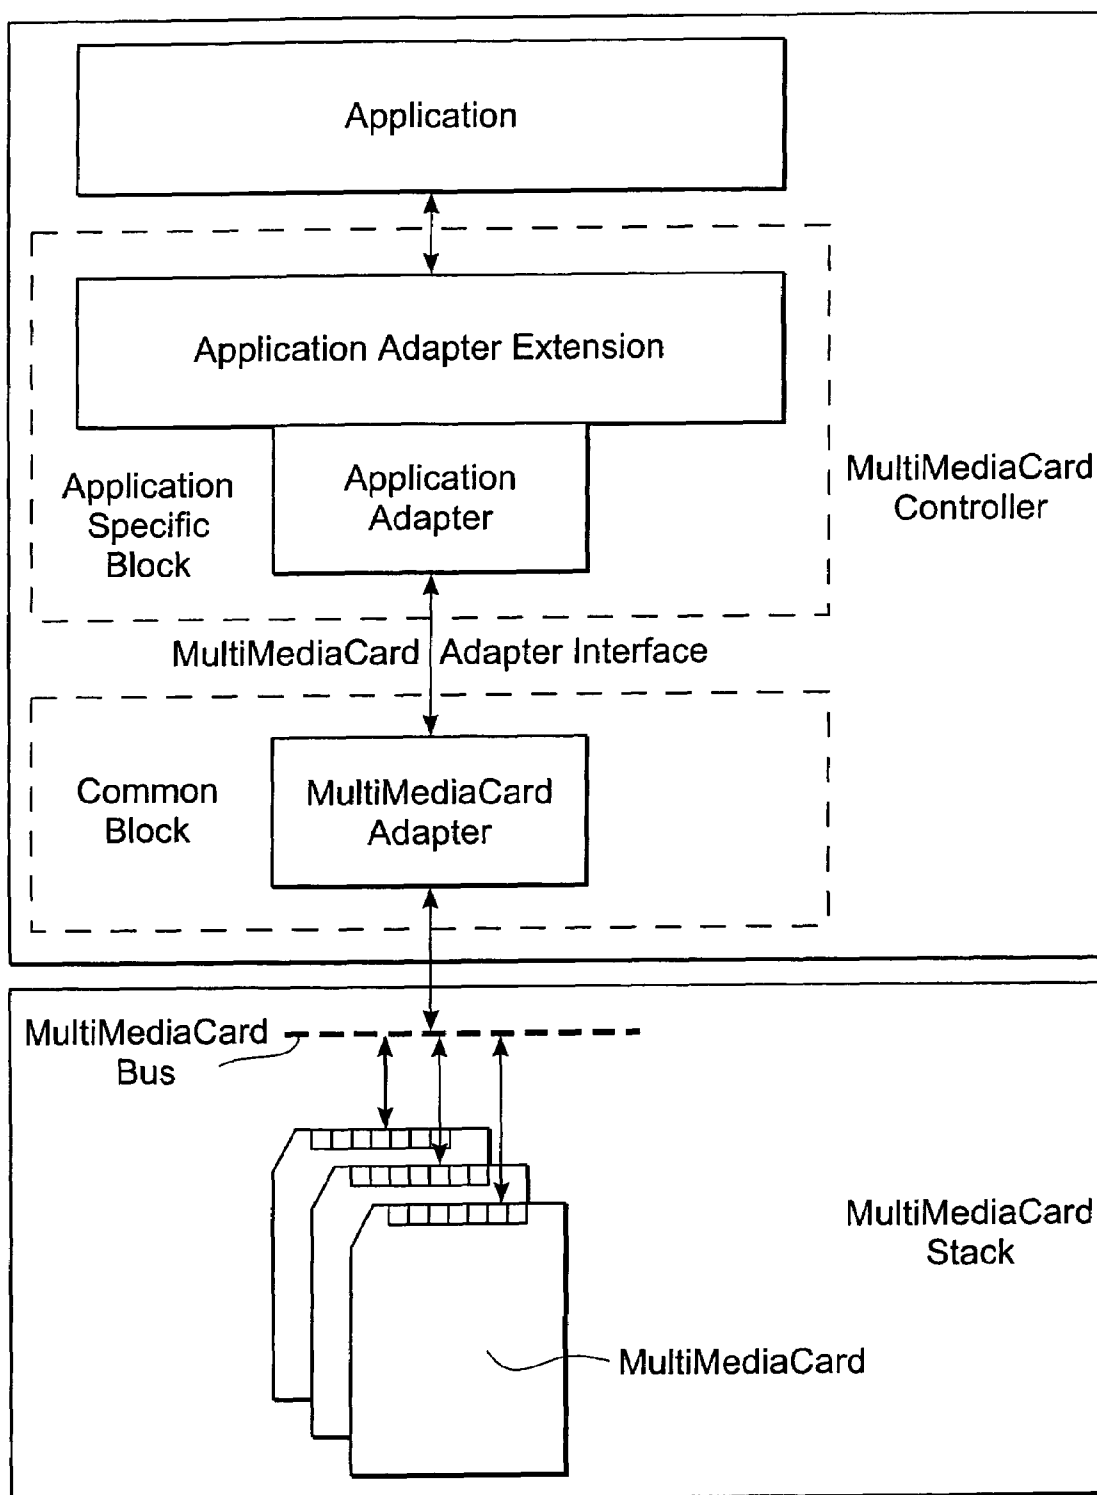 Application
Application Adapter Extension
Application
Adapter
Application
Specific
Block
MultiMediaCard
Controller
MultiMediaCard Adapter Interface
Common
Block
MultiMediaCard
Adapter
MultiMediaCard
Bus
MultiMediaCard
Stack
MultiMediaCard